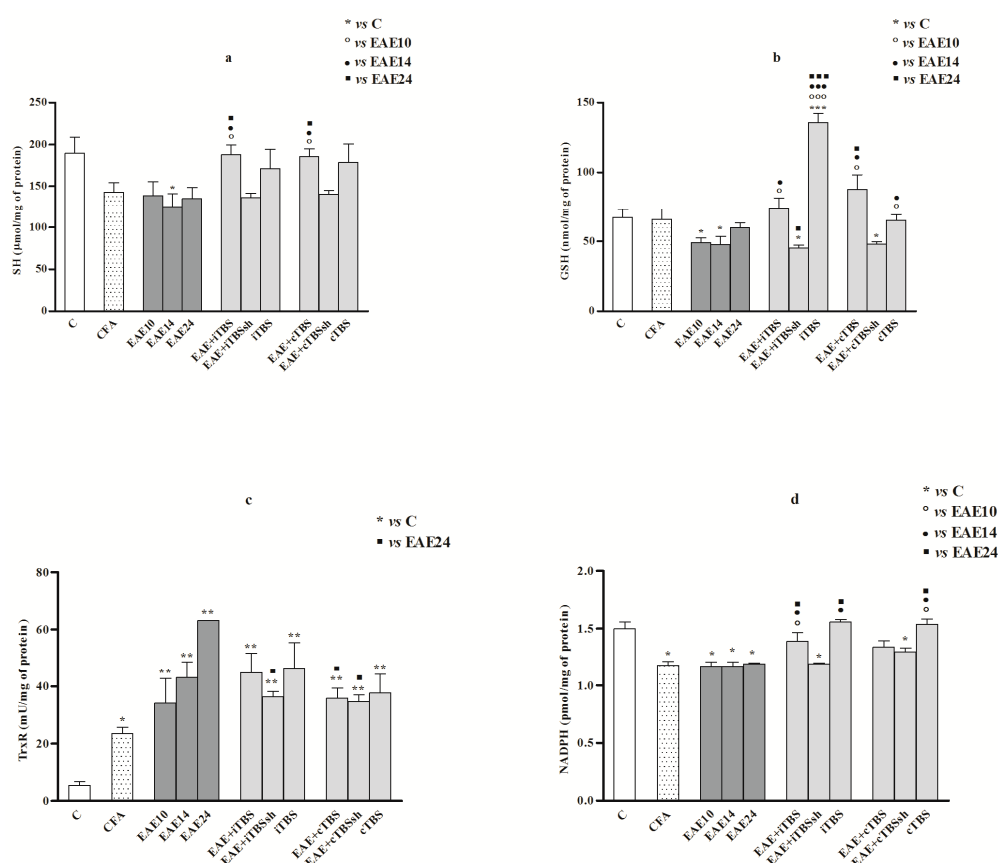 * vs C
○ vs EAE10
● vs EAE14
■ vs EAE24
a
SH (µmol/mg of protein)
250
200
150
100
50
0
*
■
●
○
■
●
○
C
CFA
EAE10
EAE14
EAE24
EAE+iTBS
EAE+iTBSsh
iTBS
EAE+cTBS
EAE+cTBSsh
cTBS
* vs C
○ vs EAE10
● vs EAE14
■ vs EAE24
b
GSH (nmol/mg of protein)
150
100
50
0
*
*
●
○
■
*
■■■
●●●
○○○
***
■
●
○
*
●
○
C
CFA
EAE10
EAE14
EAE24
EAE+iTBS
EAE+iTBSsh
iTBS
EAE+cTBS
EAE+cTBSsh
cTBS
c
* vs C
■ vs EAE24
TrxR (mU/mg of protein)
80
60
40
20
0
*
**
**
**
**
■
**
**
■
**
■
**
**
C
CFA
EAE10
EAE14
EAE24
EAE+iTBS
EAE+iTBSsh
iTBS
EAE+cTBS
EAE+cTBSsh
cTBS
d
* vs C
○ vs EAE10
● vs EAE14
■ vs EAE24
NADPH (pmol/mg of protein)
2.0
1.5
1.0
0.5
0.0
*
*
*
*
■
●
○
*
■
●
*
■
●
○
C
CFA
EAE10
EAE14
EAE24
EAE+iTBS
EAE+iTBSsh
iTBS
EAE+cTBS
EAE+cTBSsh
cTBS